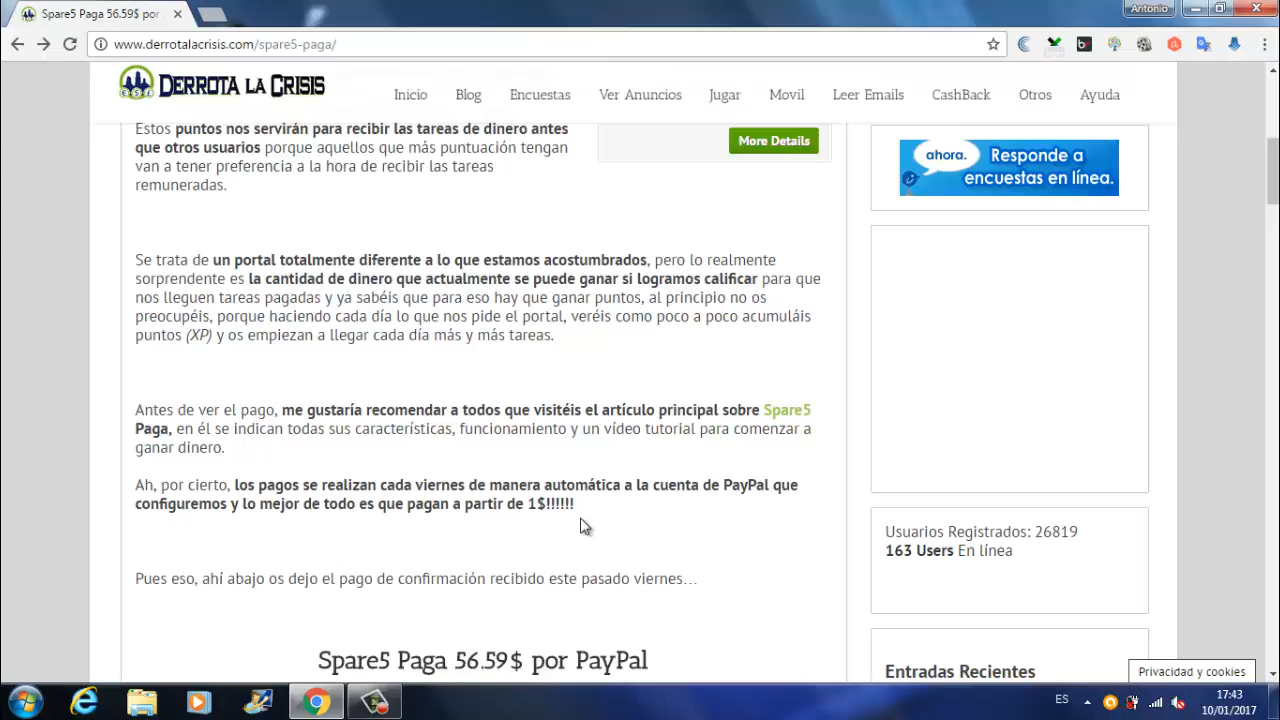 Spare5 Paga 56.59$ por
Antonio
www.derrotalacrisis.com/spare5-paga/
DERROTA LA CRISIS
Inicio Blog Encuestas Ver Anuncios Jugar Movil Leer Emails CashBack Otros Ayuda
Estos puntos nos servirán para recibir las tareas de dinero antes
que otros usuarios porque aquellos que más puntuación tengan
van a tener preferencia a la hora de recibir las tareas
remuneradas.
More Details
Se trata de un portal totalmente diferente a lo que estamos acostumbrados, pero lo realmente
sorprendente es la cantidad de dinero que actualmente se puede ganar si logramos calificar para que
nos lleguen tareas pagadas y ya sabéis que para eso hay que ganar puntos, al principio no os
preocupéis, porque haciendo cada día lo que nos pide el portal, veréis como poco a poco acumuláis
puntos (XP) y os empiezan a llegar cada día más y más tareas.
Antes de ver el pago, me gustaría recomendar a todos que visitéis el artículo principal sobre Spare5
Paga, en él se indican todas sus características, funcionamiento y un vídeo tutorial para comenzar a
ganar dinero.
Ah, por cierto, los pagos se realizan cada viernes de manera automática a la cuenta de PayPal que
configuremos y lo mejor de todo es que pagan a partir de 1$!!!!!!
Pues eso, ahí abajo os dejo el pago de confirmación recibido este pasado viernes…
Spare5 Paga 56.59$ por PayPal
ahora.
Responde a
encuestas en línea.
Usuarios Registrados: 26819
163 Users En línea
Entradas Recientes
Privacidad y cookies
ES
17:43
10/01/2017